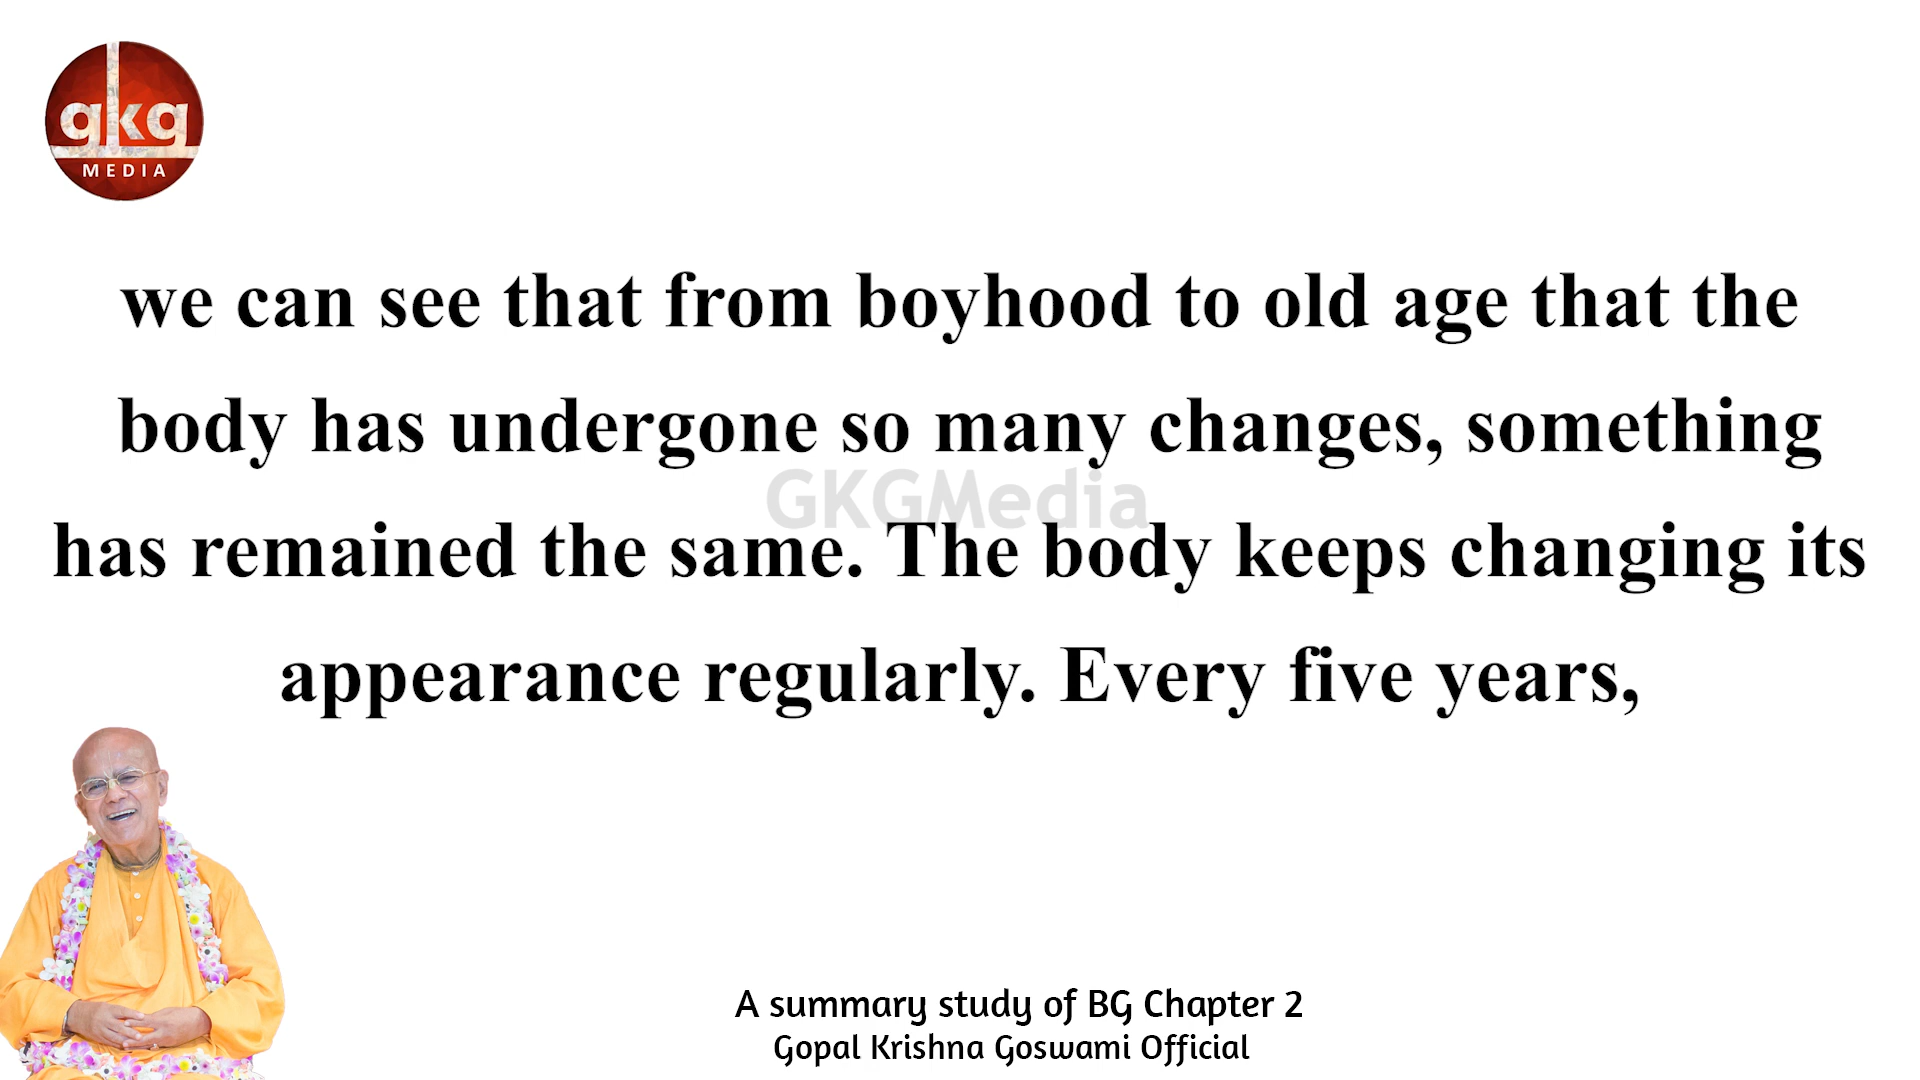 gkg
MEDIA
we can see that from boyhood to old age that the
body has undergone so many changes, something
GKGMedia
has remained the same. The body keeps changing its
appearance regularly. Every five years,
A summary study of BG Chapter 2
Gopal Krishna Goswami Official